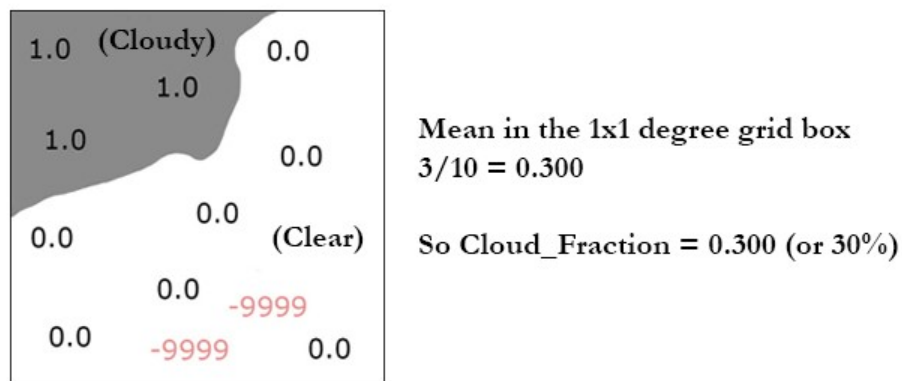 1.0 (Cloudy) 0.0
1.0
1.0
0.0
0.0
0.0 (Clear)
0.0
-9999
0.0
-9999 0.0
Mean in the 1x1 degree grid box
3/10 = 0.300
So Cloud_Fraction = 0.300 (or 30%)